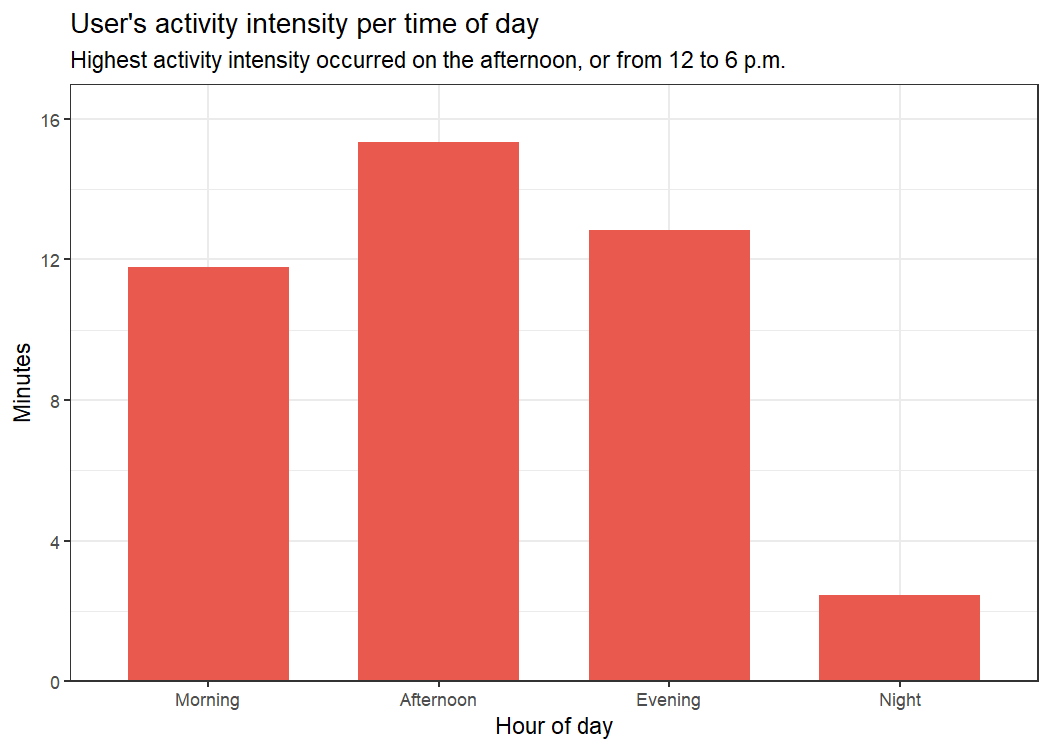 User's activity intensity per time of day
Highest activity intensity occurred on the afternoon, or from 12 to 6 p.m.
16
12
8
4
0
Minutes
Morning Afternoon Evening Night
Hour of day